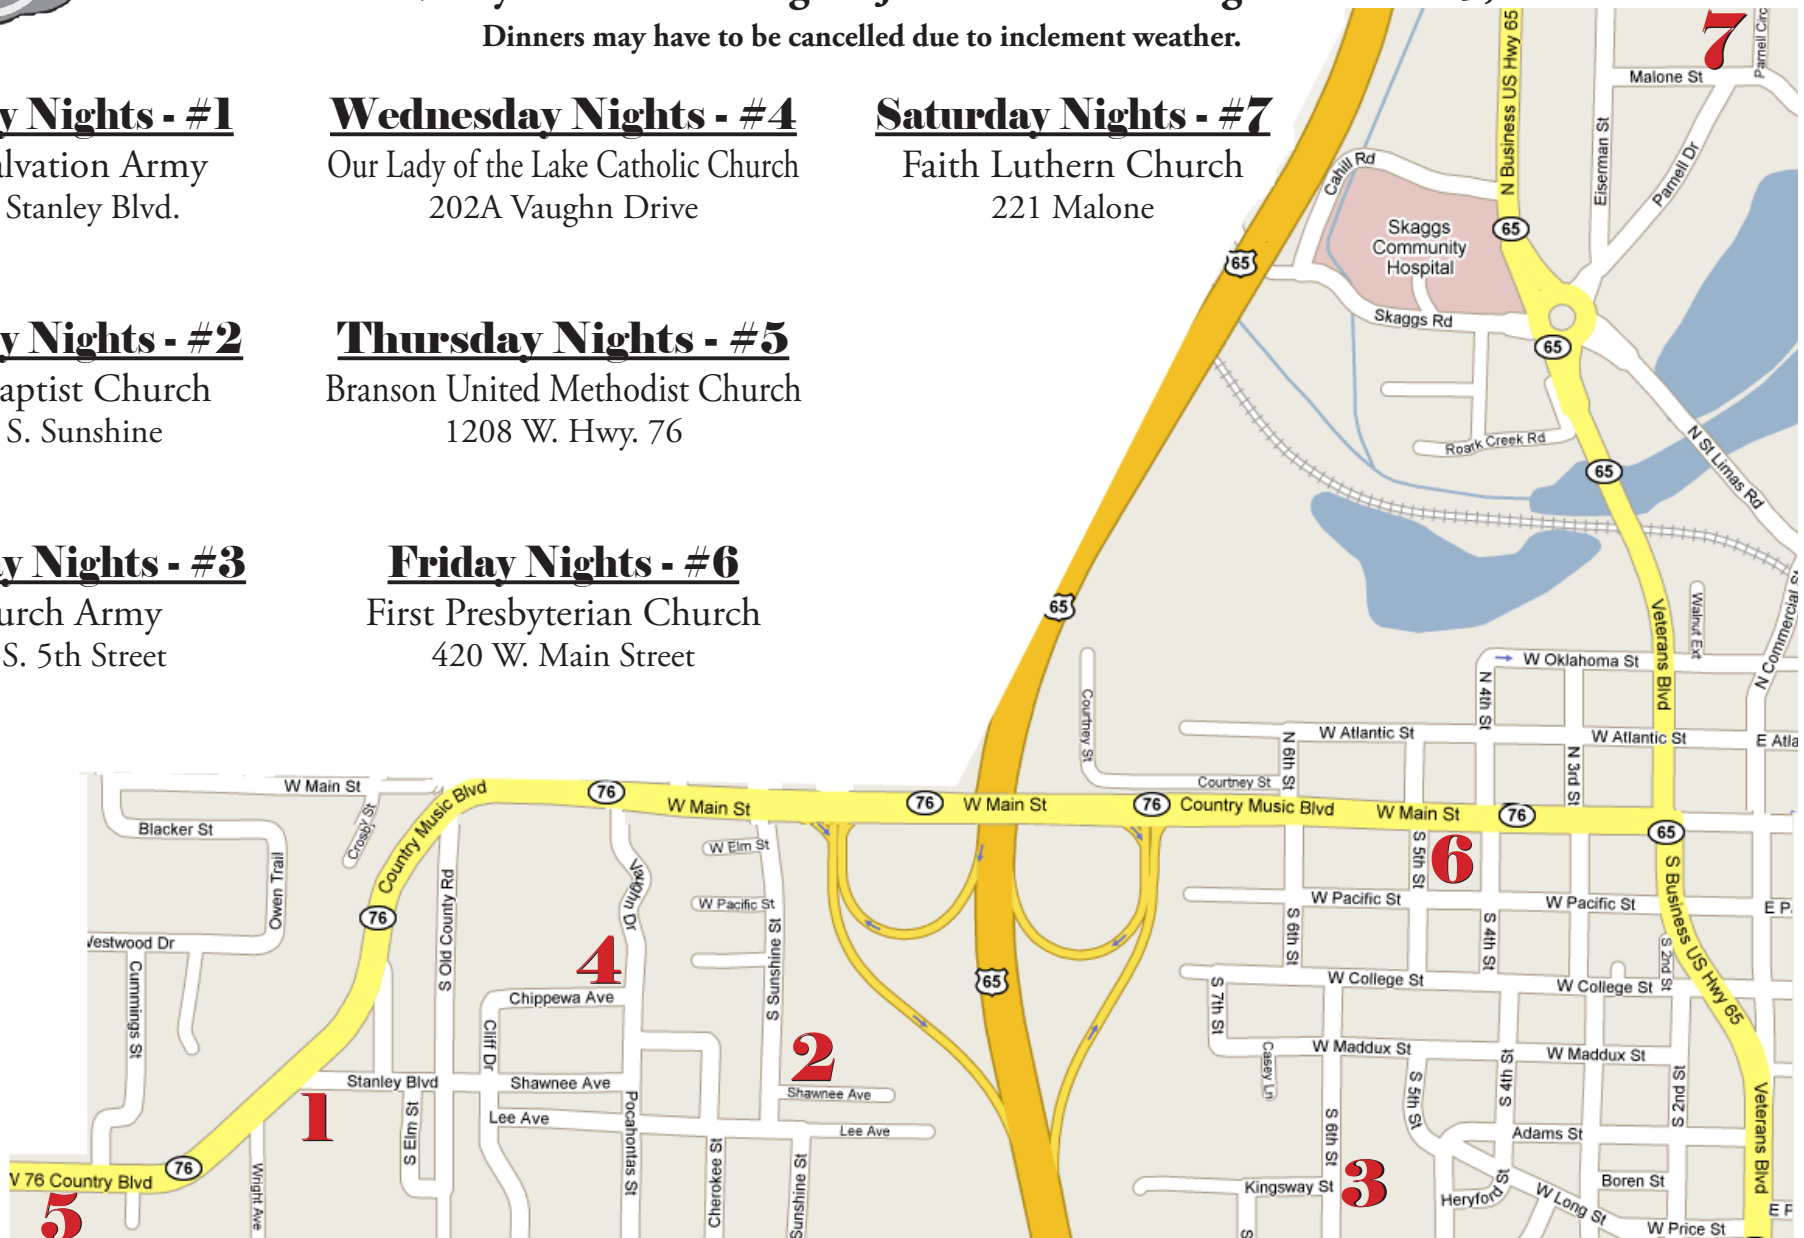 Dinners may have to be cancelled due to inclement weather.
Nights - #1
Army
Stanley Blvd.
Nights - #2
Church
S. Sunshine
Nights - #3
Army
S. 5th Street
Wednesday Nights - #4
Our Lady of the Lake Catholic Church
202A Vaughn Drive
Thursday Nights - #5
Branson United Methodist Church
1208 W. Hwy. 76
Friday Nights - #6
First Presbyterian Church
420 W. Main Street
Saturday Nights - #7
Faith Luthern Church
221 Malone
7
Parnell Circ
Malone St
N Business US Hwy 65
Eiserman St
Parnell Dr
Cahill Rd
Skaggs
Community
Hospital
65
65
Skaggs Rd
65
Roark Creek Rd
N St Limas Rd
65
65
Veterans Blvd
Walnut Ext
N Commercial S
W Oklahoma St
N 4th St
Courtney St
N 6th St
W Atlantic St
N 3rd St
W Atlantic St
E Atla
Courtney St
W Main St
Crosby St
Country Music Blvd
76
W Main St
76
W Main St
76
Country Music Blvd
W Main St
76
65
Blacker St
Owen Trail
76
S Old County Rd
Vaughn Dr
W Elm St
W Pacific St
S Sunshine St
S 5th St
6
W Pacific St
W Pacific St
E P
S Business US Hwy 65
Cummings St
4
Chippewa Ave
Cliff Dr
65
S 6th St
S 4th St
S 2nd St
W College St
W College St
S 7th St
2
Stanley Blvd
Shawnee Ave
Shawnee Ave
W Maddux St
W Maddux St
Casey Ln
S 5th St
S 4th St
S 2nd St
Veterans Blvd
1
S Elm St
Lee Ave
Lee Ave
Pocahontas St
S 6th St
Adams St
76
W 76 Country Blvd
5
Wright Ave
Cherokee St
Sunshine St
Kingsway St
3
Heryford St
W Long St
Boren St
W Price St
E P
S